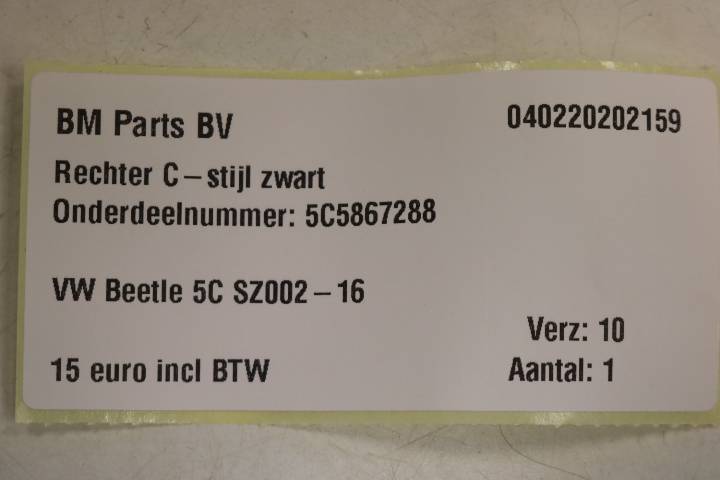 BM Parts BV 040220202159
Rechter C-stijl zwart
Onderdeelnummer: 5C5867288
VW Beetle 5C SZ002-16
Verz: 10
15 euro incl BTW Aantal: 1